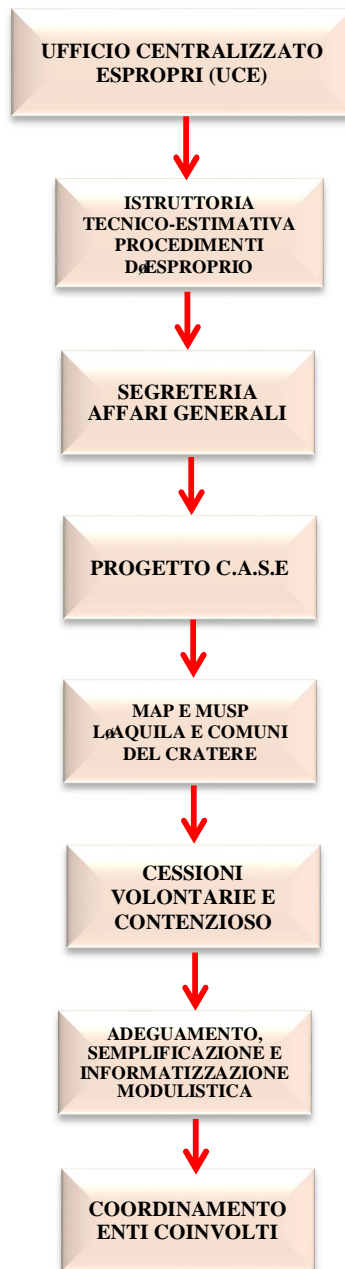 UFFICIO CENTRALIZZATO
ESPROPRI (UCE)
ISTRUTTORIA
TECNICO-ESTIMATIVA
PROCEDIMENTI
DøESPROPRIO
SEGRETERIA
AFFARI GENERALI
PROGETTO C.A.S.E
MAP E MUSP
LøAQUILA E COMUNI
DEL CRATERE
CESSIONI
VOLONTARIE E
CONTENZIOSO
ADEGUAMENTO,
SEMPLIFICAZIONE E
INFORMATIZZAZIONE
MODULISTICA
COORDINAMENTO
ENTI COINVOLTI